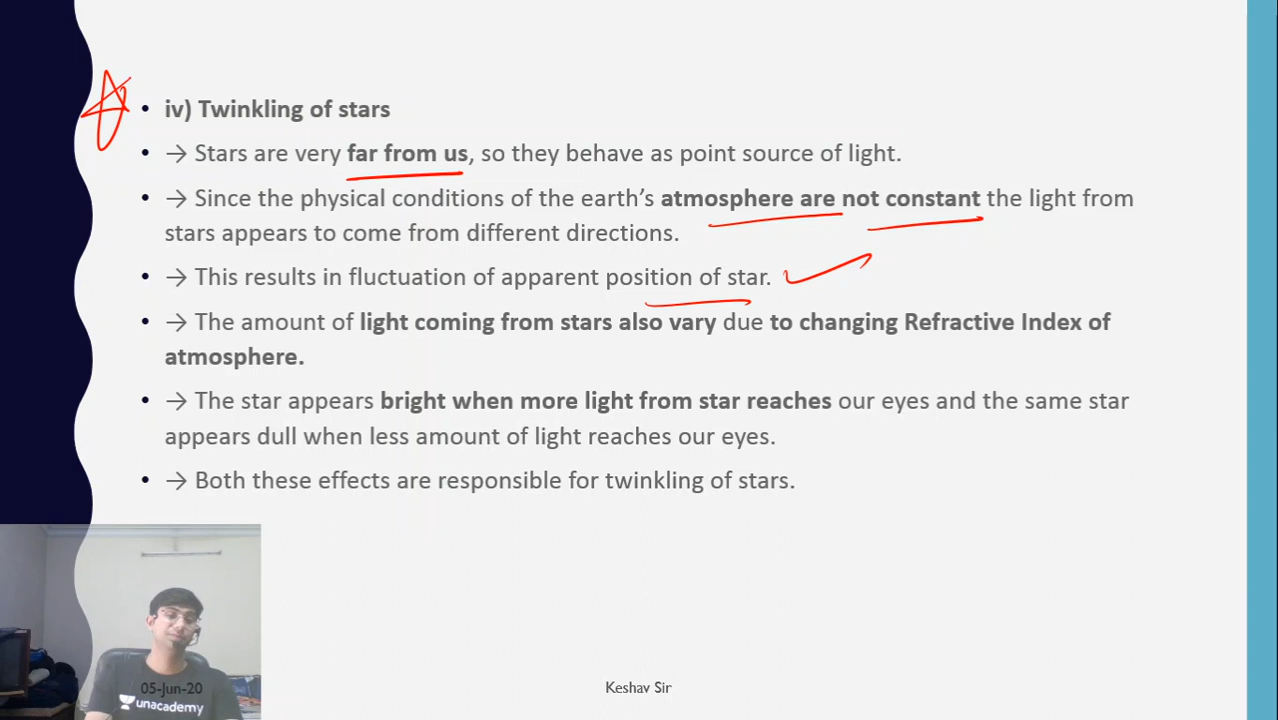 • iv) Twinkling of stars
• → Stars are very far from us, so they behave as point source of light.
• → Since the physical conditions of the earth’s atmosphere are not constant the light from
stars appears to come from different directions.
• → This results in fluctuation of apparent position of star.
• → The amount of light coming from stars also vary due to changing Refractive Index of
atmosphere.
• → The star appears bright when more light from star reaches our eyes and the same star
appears dull when less amount of light reaches our eyes.
• → Both these effects are responsible for twinkling of stars.
05-Jun-20
unacademy
Keshav Sir